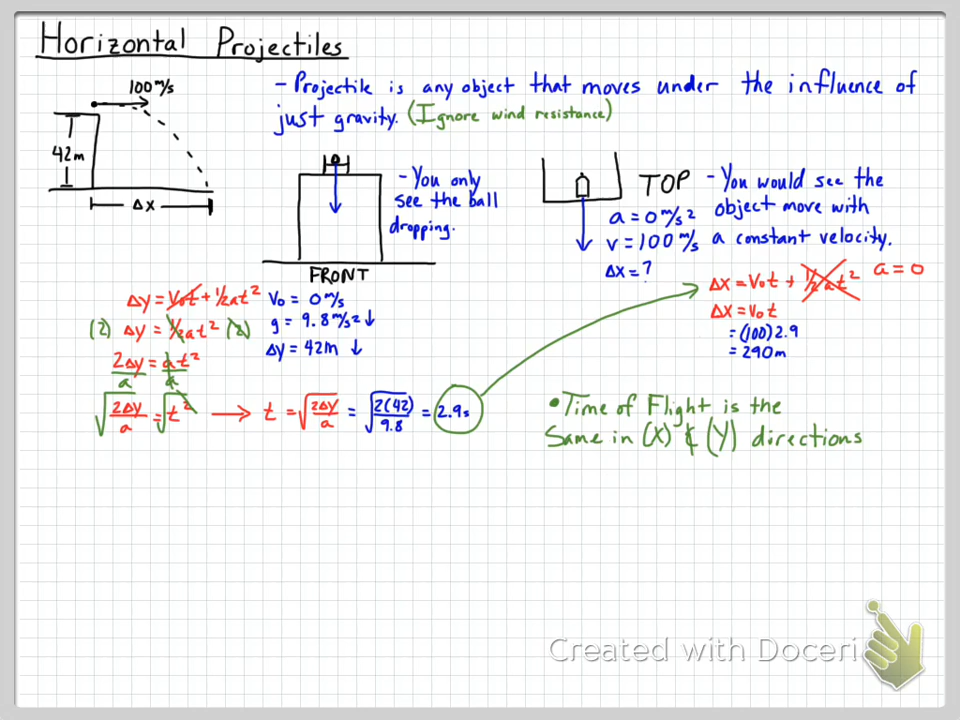 Horizontal Projectiles
100 m/s
42m
Δx
- Projectile is any object that moves under the influence of
just gravity. (Ignore wind resistance)
- You only
see the ball
dropping.
FRONT
TOP
a = 0 m/s²
v = 100 m/s
Δx = ?
- You would see the
object move with
a constant velocity.
Δy = V₀t + 1/2at²
(2) Δy = 1/2at² (2)
2Δy = at²
a a
√2Δy/a = √t² → t = √2Δy/a = √2(42)/9.8 = 2.9s
V₀ = 0 m/s
g = 9.8 m/s² ↓
Δy = 42m ↓
Δx = V₀t + 1/2at² a = 0
Δx = V₀t
= (100) 2.9
= 290m
• Time of Flight is the
Same in (X) & (Y) directions
Created with Doceri